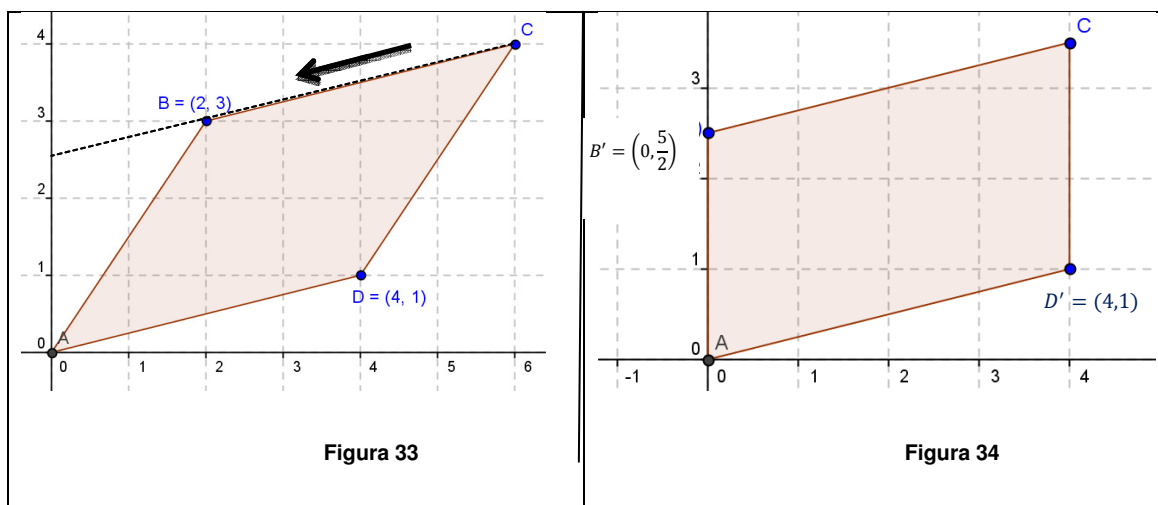 4
3
2
1
0
C
B = (2, 3)
D = (4, 1)
A
0 1 2 3 4 5 6
Figura 33
C
3
B′ = (0, 5/2)
1
0
D′ = (4,1)
A
-1 0 1 2 3 4
Figura 34